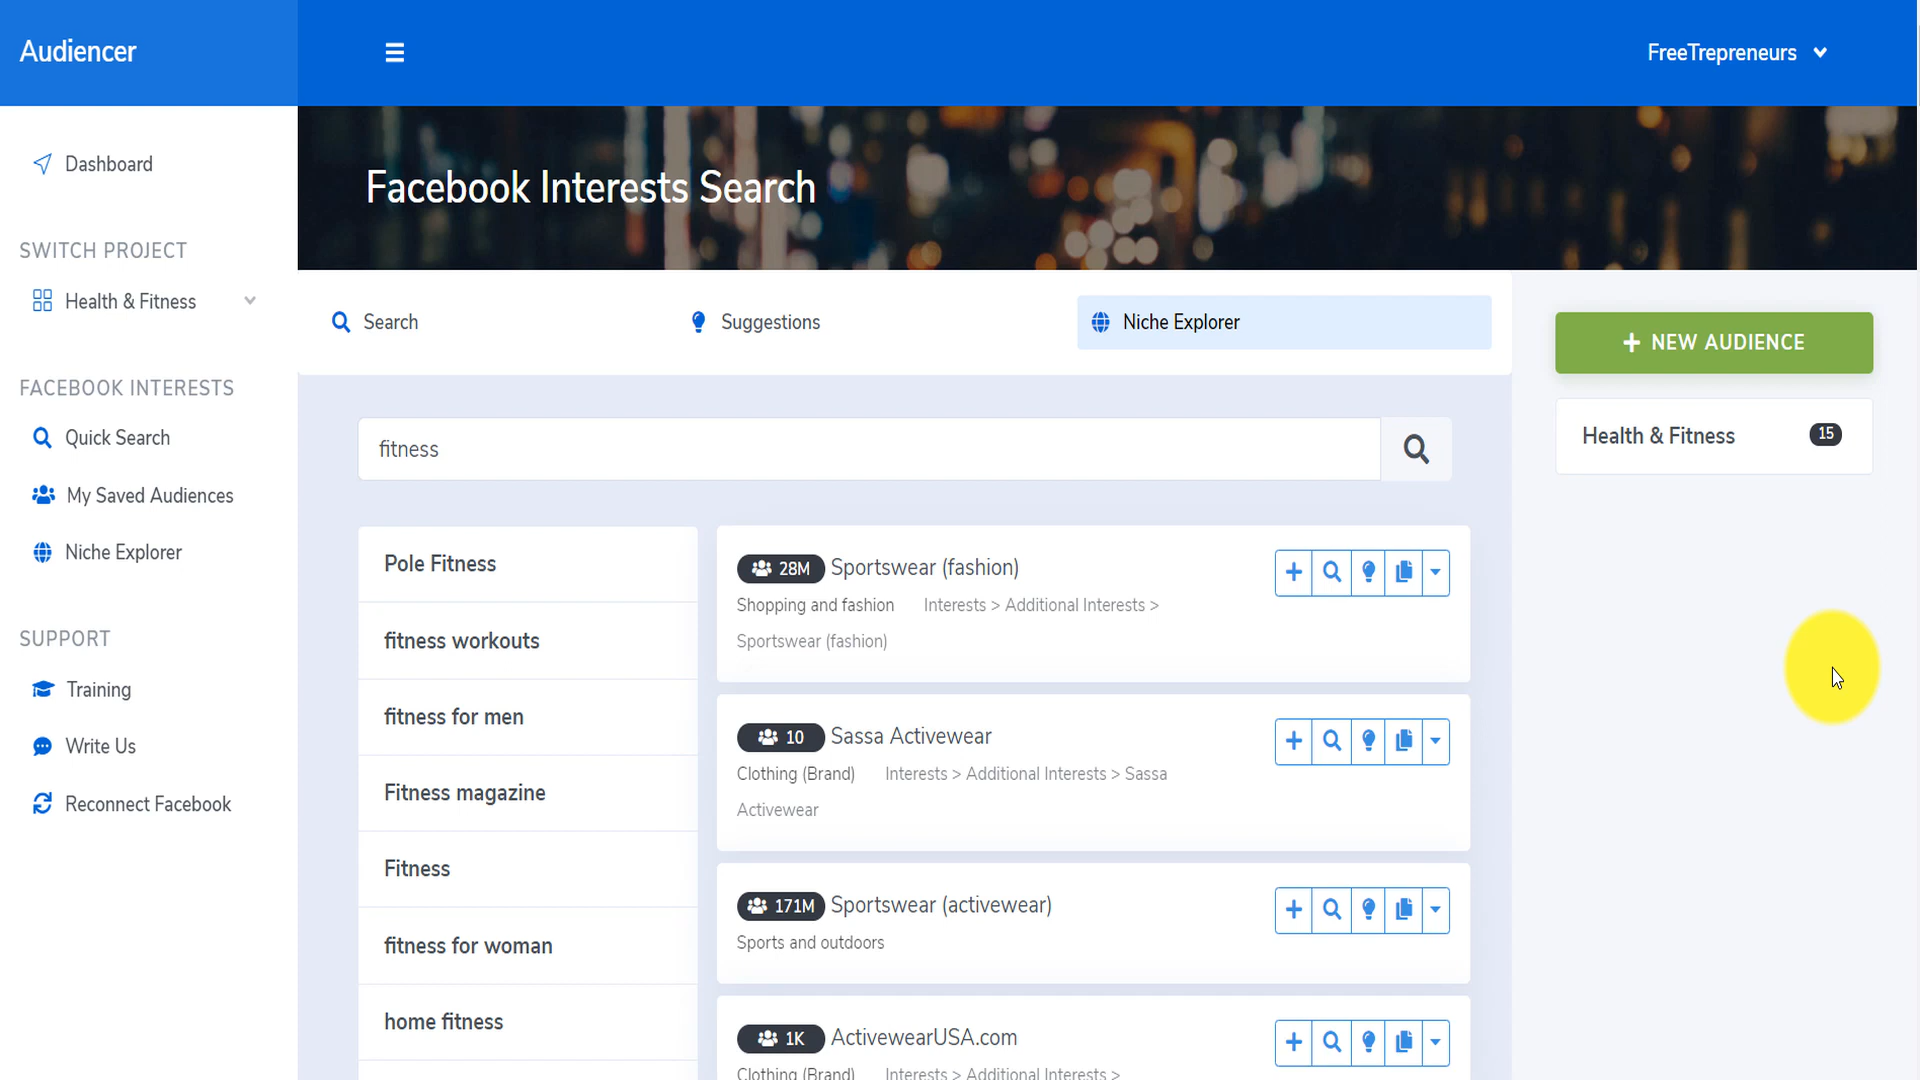 Audiencer
FreeTrepreneurs
Dashboard
SWITCH PROJECT
Health & Fitness
FACEBOOK INTERESTS
Quick Search
My Saved Audiences
Niche Explorer
SUPPORT
Training
Write Us
Reconnect Facebook
Facebook Interests Search
Search
Suggestions
Niche Explorer
fitness
Pole Fitness
fitness workouts
fitness for men
Fitness magazine
Fitness
fitness for woman
home fitness
28M Sportswear (fashion)
Shopping and fashion Interests > Additional Interests >
Sportswear (fashion)
10 Sassa Activewear
Clothing (Brand) Interests > Additional Interests > Sassa
Activewear
171M Sportswear (activewear)
Sports and outdoors
1K ActivewearUSA.com
Clothing (Brand) Interests > Additional Interests >
+ NEW AUDIENCE
Health & Fitness 15